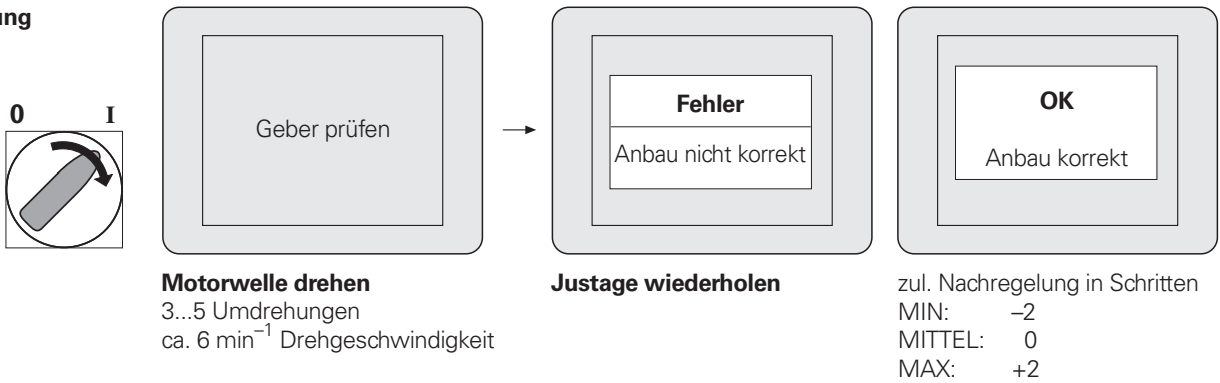 0 I
Geber prüfen
→
Fehler
Anbau nicht korrekt
OK
Anbau korrekt
Motorwelle drehen
3...5 Umdrehungen
ca. 6 min⁻¹ Drehgeschwindigkeit
Justage wiederholen
zul. Nachregelung in Schritten
MIN: –2
MITTEL: 0
MAX: +2